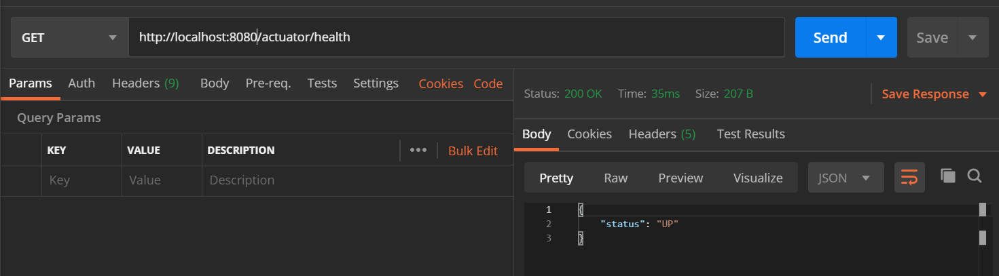 GET http://localhost:8080/actuator/health Send Save
Params Auth Headers (9) Body Pre-req. Tests Settings Cookies Code
Query Params
KEY VALUE DESCRIPTION ••• Bulk Edit
Key Value Description
Status: 200 OK Time: 35ms Size: 207 B Save Response
Body Cookies Headers (5) Test Results
Pretty Raw Preview Visualize JSON
1 {
2 "status": "UP"
3 }